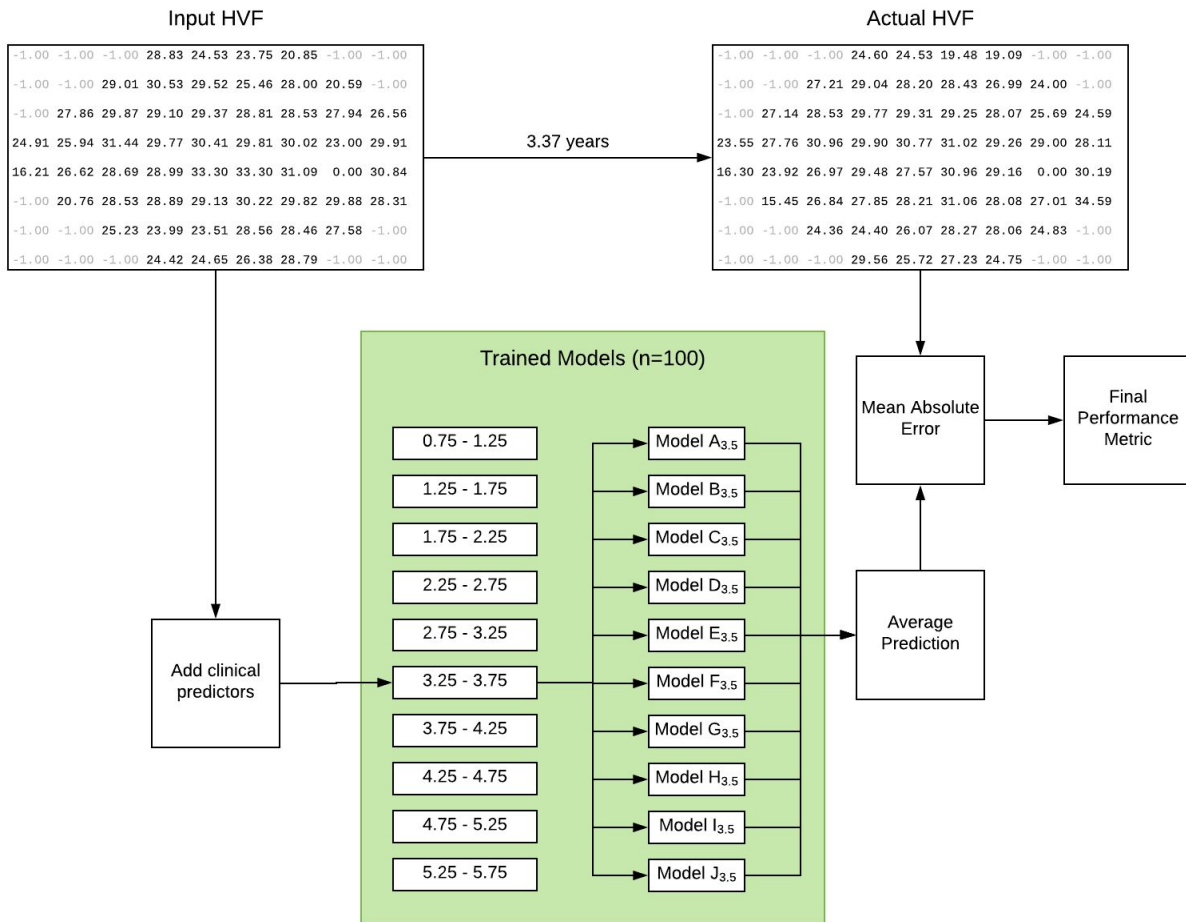 Input HVF
-1.00 -1.00 -1.00 28.83 24.53 23.75 20.85 -1.00 -1.00
-1.00 -1.00 29.01 30.53 29.52 25.46 28.00 20.59 -1.00
-1.00 27.86 29.87 29.10 29.37 28.81 28.53 27.94 26.56
24.91 25.94 31.44 29.77 30.41 29.81 30.02 23.00 29.91
16.21 26.62 28.69 28.99 33.30 33.30 31.09 0.00 30.84
-1.00 20.76 28.53 28.89 29.13 30.22 29.82 29.88 28.31
-1.00 -1.00 25.23 23.99 23.51 28.56 28.46 27.58 -1.00
-1.00 -1.00 -1.00 24.42 24.65 26.38 28.79 -1.00 -1.00
3.37 years
Actual HVF
-1.00 -1.00 -1.00 24.60 24.53 19.48 19.09 -1.00 -1.00
-1.00 -1.00 27.21 29.04 28.20 28.43 26.99 24.00 -1.00
-1.00 27.14 28.53 29.77 29.31 29.25 28.07 25.69 24.59
23.55 27.76 30.96 29.90 30.77 31.02 29.26 29.00 28.11
16.30 23.92 26.97 29.48 27.57 30.96 29.16 0.00 30.19
-1.00 15.45 26.84 27.85 28.21 31.06 28.08 27.01 34.59
-1.00 -1.00 24.36 24.40 26.07 28.27 28.06 24.83 -1.00
-1.00 -1.00 -1.00 29.56 25.72 27.23 24.75 -1.00 -1.00
Add clinical
predictors
Trained Models (n=100)
0.75 - 1.25
1.25 - 1.75
1.75 - 2.25
2.25 - 2.75
2.75 - 3.25
3.25 - 3.75
3.75 - 4.25
4.25 - 4.75
4.75 - 5.25
5.25 - 5.75
Model A3.5
Model B3.5
Model C3.5
Model D3.5
Model E3.5
Model F3.5
Model G3.5
Model H3.5
Model I3.5
Model J3.5
Average
Prediction
Mean Absolute
Error
Final
Performance
Metric